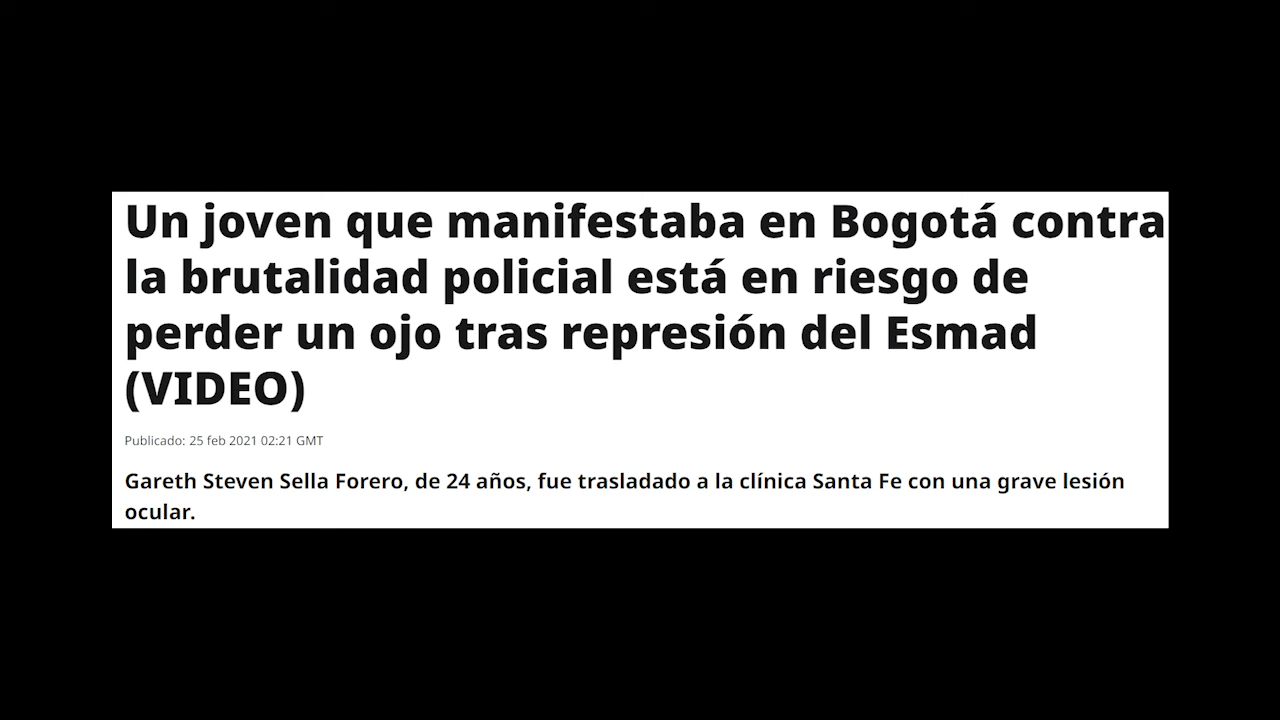 Un joven que manifestaba en Bogotá contra
la brutalidad policial está en riesgo de
perder un ojo tras represión del Esmad
(VIDEO)
Publicado: 25 feb 2021 02:21 GMT
Gareth Steven Sella Forero, de 24 años, fue trasladado a la clínica Santa Fe con una grave lesión
ocular.